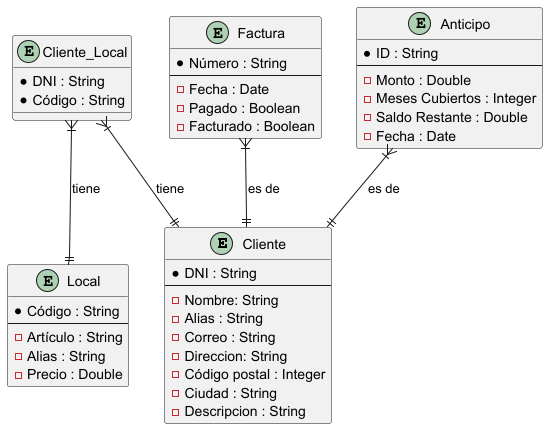 E Cliente_Local
DNI : String
Código : String
E Factura
Número : String
Fecha : Date
Pagado : Boolean
Facturado : Boolean
E Anticipo
ID : String
Monto : Double
Meses Cubiertos : Integer
Saldo Restante : Double
Fecha : Date
tiene
tiene
es de
es de
E Local
Código : String
Artículo : String
Alias : String
Precio : Double
E Cliente
DNI : String
Nombre: String
Alias : String
Correo : String
Direccion: String
Código postal : Integer
Ciudad : String
Descripcion : String